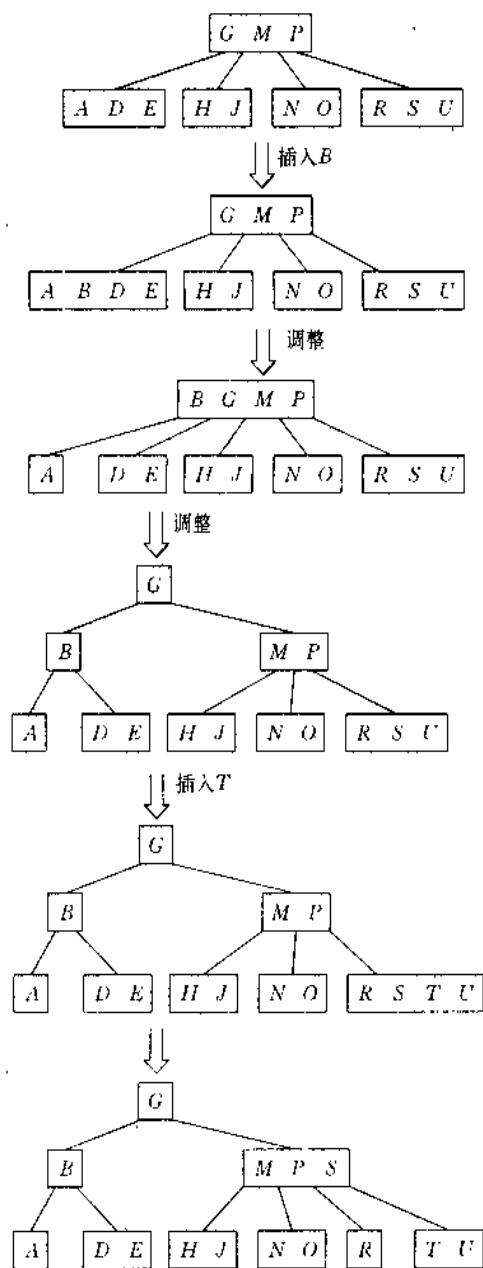 G M P
A D E H J N O R S U
插入B
G M P
A B D E H J N O R S U
调整
B G M P
A D E H J N O R S U
调整
G
B M P
A D E H J N O R S U
插入T
G
B M P
A D E H J N O R S T U
G
B M P S
A D E H J N O R T U